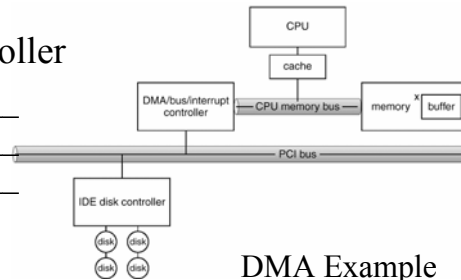 CPU
oller
cache
DMA/bus/interrupt
controller
CPU memory bus
memory
x
buffer
PCI bus
IDE disk controller
disk disk
disk disk
DMA Example